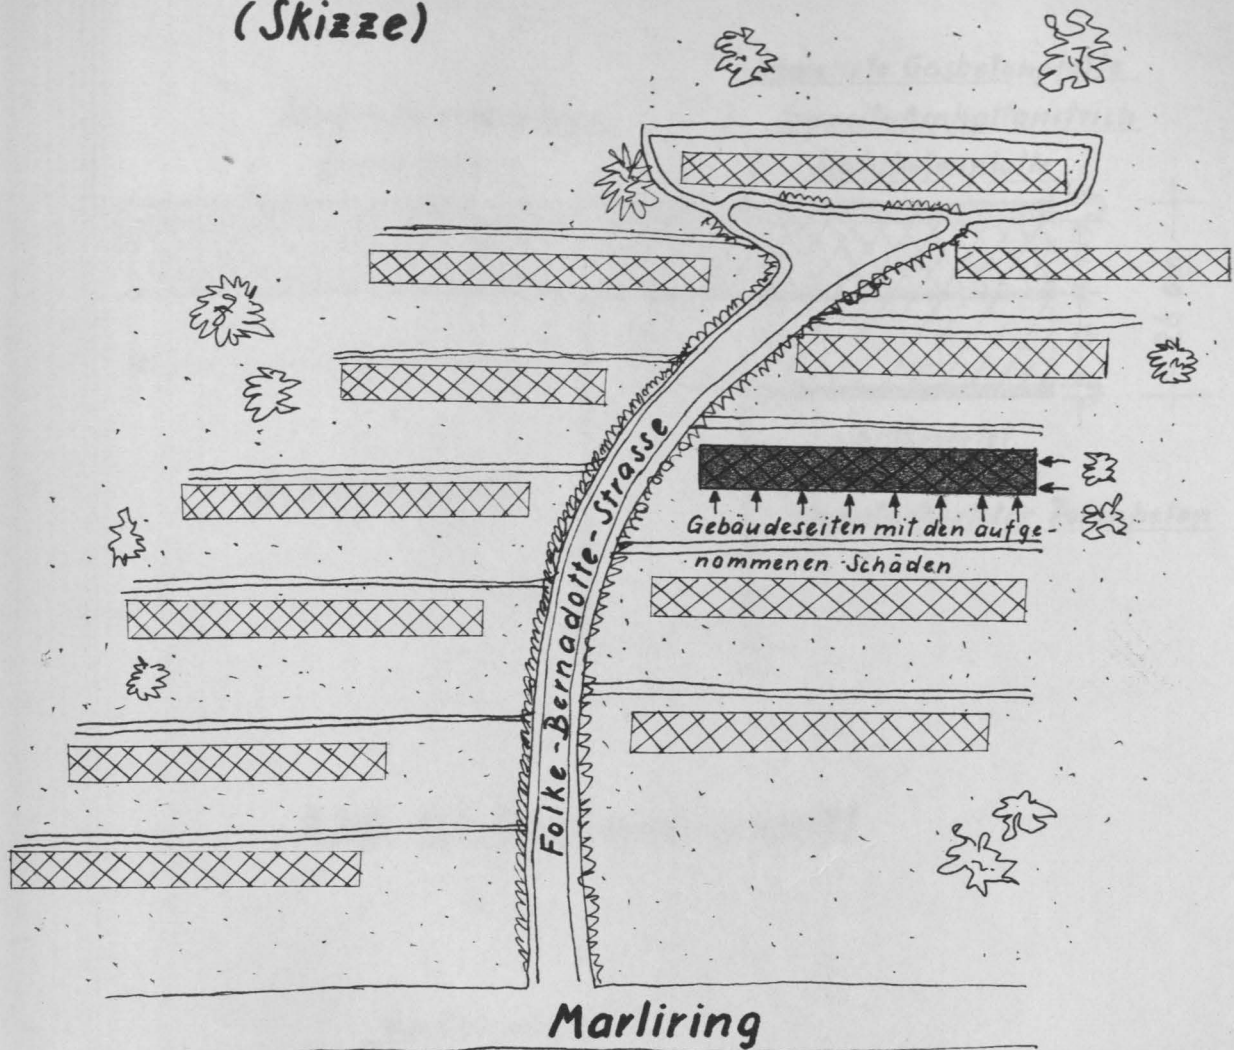 (Skizze)
Folke-Bernadotte-Strasse
Gebäudeseiten mit den aufge-
nommenen Schäden
Marliring